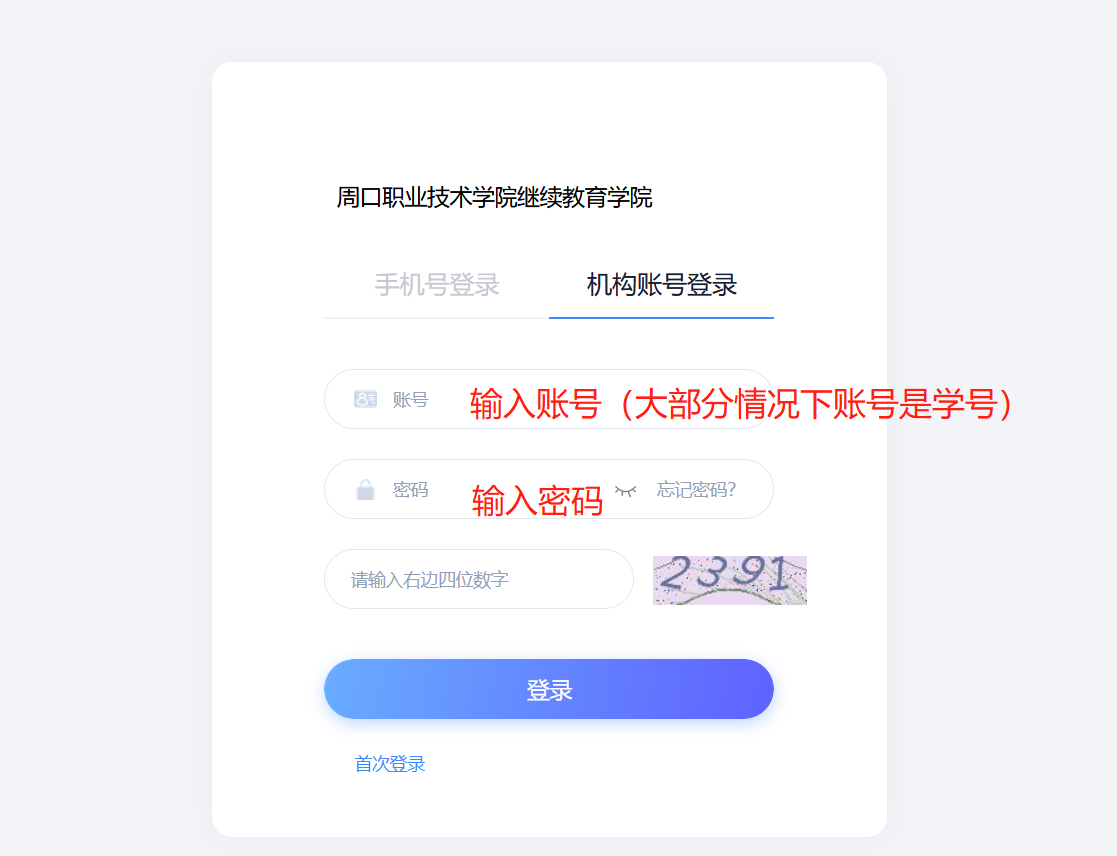 周口职业技术学院继续教育学院
手机号登录 机构账号登录
账号 输入账号（大部分情况下账号是学号）
密码 输入密码 忘记密码?
请输入右边四位数字 2391
登录
首次登录